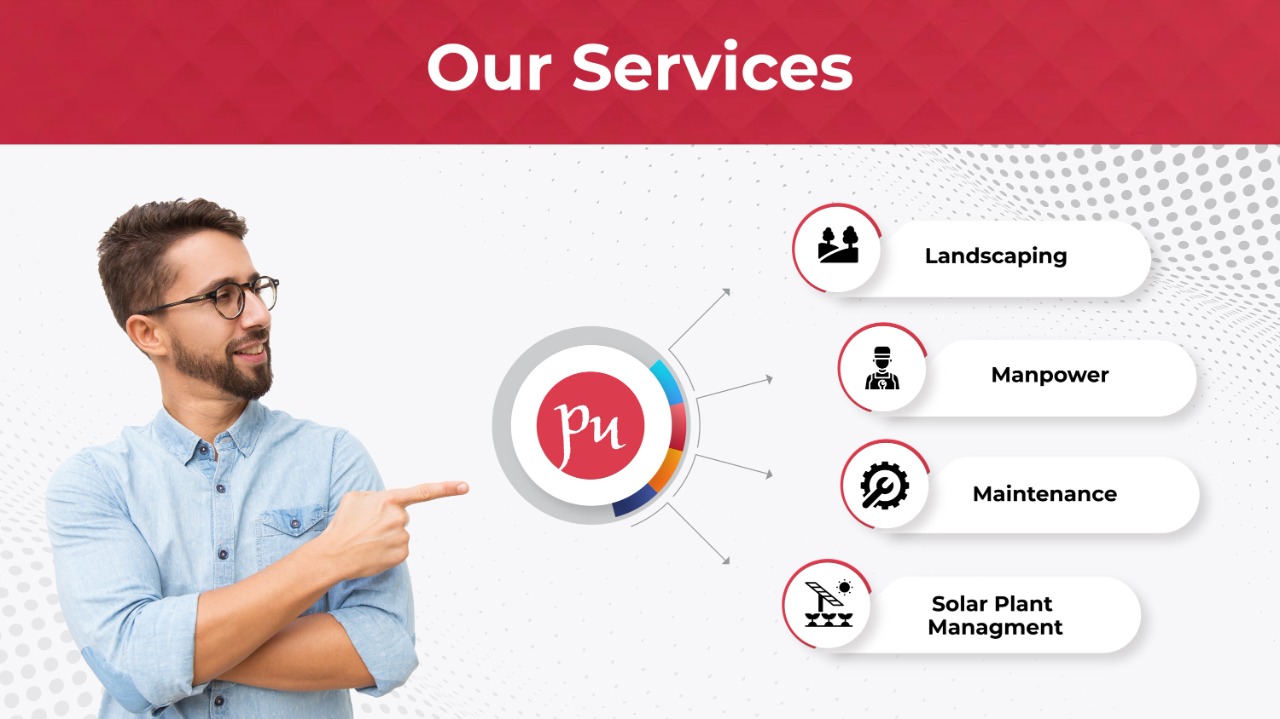 Our Services
Landscaping
Manpower
pu
Maintenance
Solar Plant
Managment